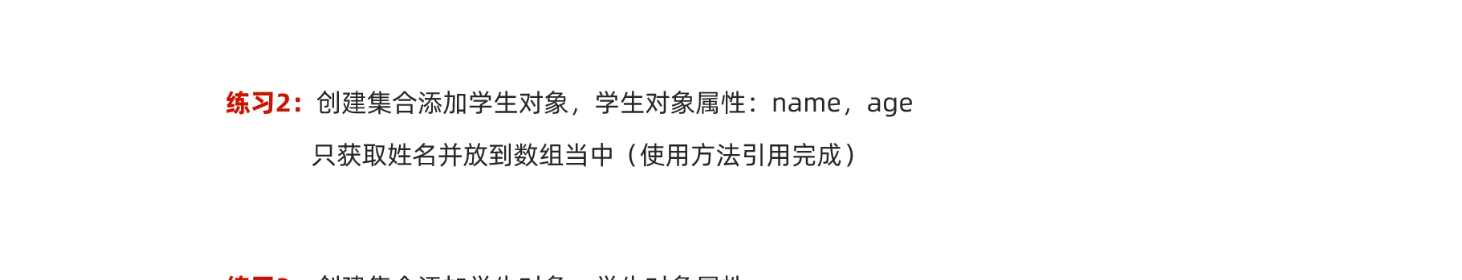 练习2：创建集合添加学生对象，学生对象属性：name，age
只获取姓名并放到数组当中（使用方法引用完成）